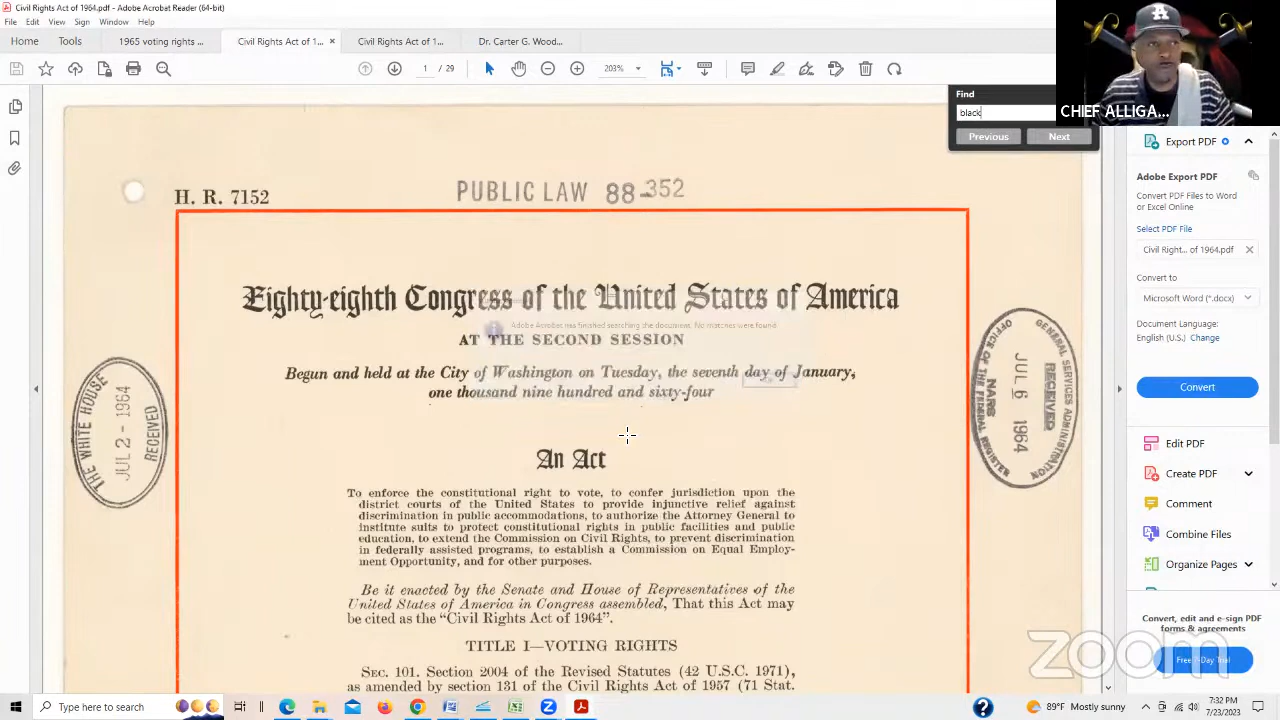 Civil Rights Act of 1964.pdf - Adobe Acrobat Reader (64-bit)
File Edit View Sign Window Help
Home Tools 1965 voting rights ... Civil Rights Act of 1... × Civil Rights Act of 1... Dr. Carter G. Wood...
1 / 29 203%
Find
black
Previous Next
CHIEF ALLIGA...
Export PDF
Adobe Export PDF
Convert PDF Files to Word
or Excel Online
Select PDF File
Civil Right... of 1964.pdf ×
Convert to
Microsoft Word (*.docx)
Document Language:
English (U.S.) Change
Convert
Edit PDF
Create PDF
Comment
Combine Files
Organize Pages
Convert, edit and e-sign PDF
forms & agreements
Free 7-Day Trial
H. R. 7152
PUBLIC LAW 88-352
Eighty-eighth Congress of the United States of America
Adobe Acrobat has finished searching the document. No matches were found.
AT THE SECOND SESSION
Begun and held at the City of Washington on Tuesday, the seventh day of January,
one thousand nine hundred and sixty-four
THE WHITE HOUSE
JUL 2 - 1964
RECEIVED
GENERAL SERVICES ADMINISTRATION
RECEIVED
JUL 6 1964
NARS
OFFICE OF THE FEDERAL REGISTER
An Act
To enforce the constitutional right to vote, to confer jurisdiction upon the
district courts of the United States to provide injunctive relief against
discrimination in public accommodations, to authorize the Attorney General to
institute suits to protect constitutional rights in public facilities and public
education, to extend the Commission on Civil Rights, to prevent discrimination
in federally assisted programs, to establish a Commission on Equal Employ-
ment Opportunity, and for other purposes.
Be it enacted by the Senate and House of Representatives of the
United States of America in Congress assembled, That this Act may
be cited as the “Civil Rights Act of 1964”.
TITLE I—VOTING RIGHTS
SEC. 101. Section 2004 of the Revised Statutes (42 U.S.C. 1971),
as amended by section 131 of the Civil Rights Act of 1957 (71 Stat.
zoom
Type here to search
89°F Mostly sunny
7:32 PM
7/23/2023